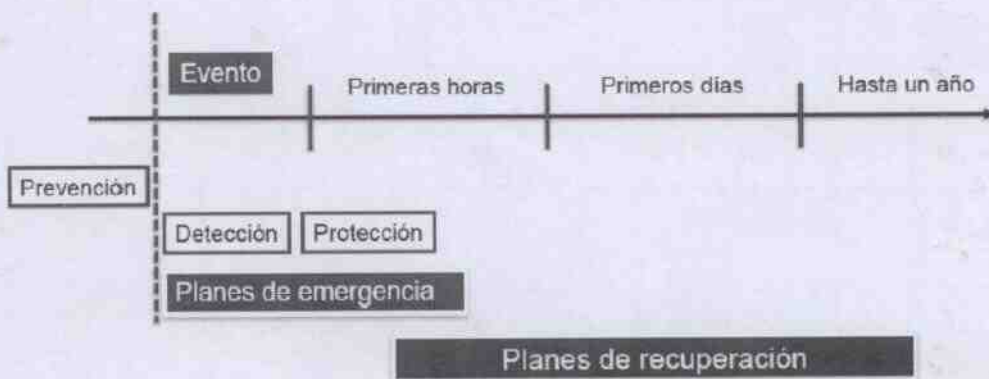 Evento
Primeras horas
Primeros días
Hasta un año
Prevención
Detección
Protección
Planes de emergencia
Planes de recuperación